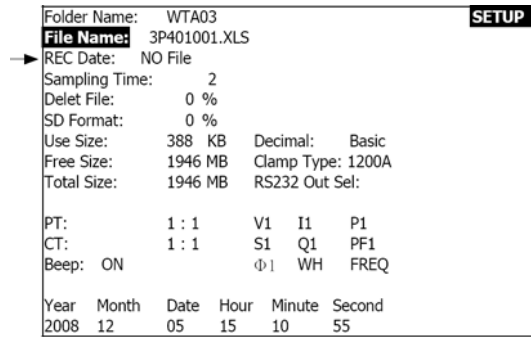 Folder Name: WTA03 SETUP
File Name: 3P401001.XLS
REC Date: NO File
Sampling Time: 2
Delet File: 0 %
SD Format: 0 %
Use Size: 388 KB Decimal: Basic
Free Size: 1946 MB Clamp Type: 1200A
Total Size: 1946 MB RS232 Out Sel:
PT: 1 : 1 V1 I1 P1
CT: 1 : 1 S1 Q1 PF1
Beep: ON Φ1 WH FREQ
Year Month Date Hour Minute Second
2008 12 05 15 10 55